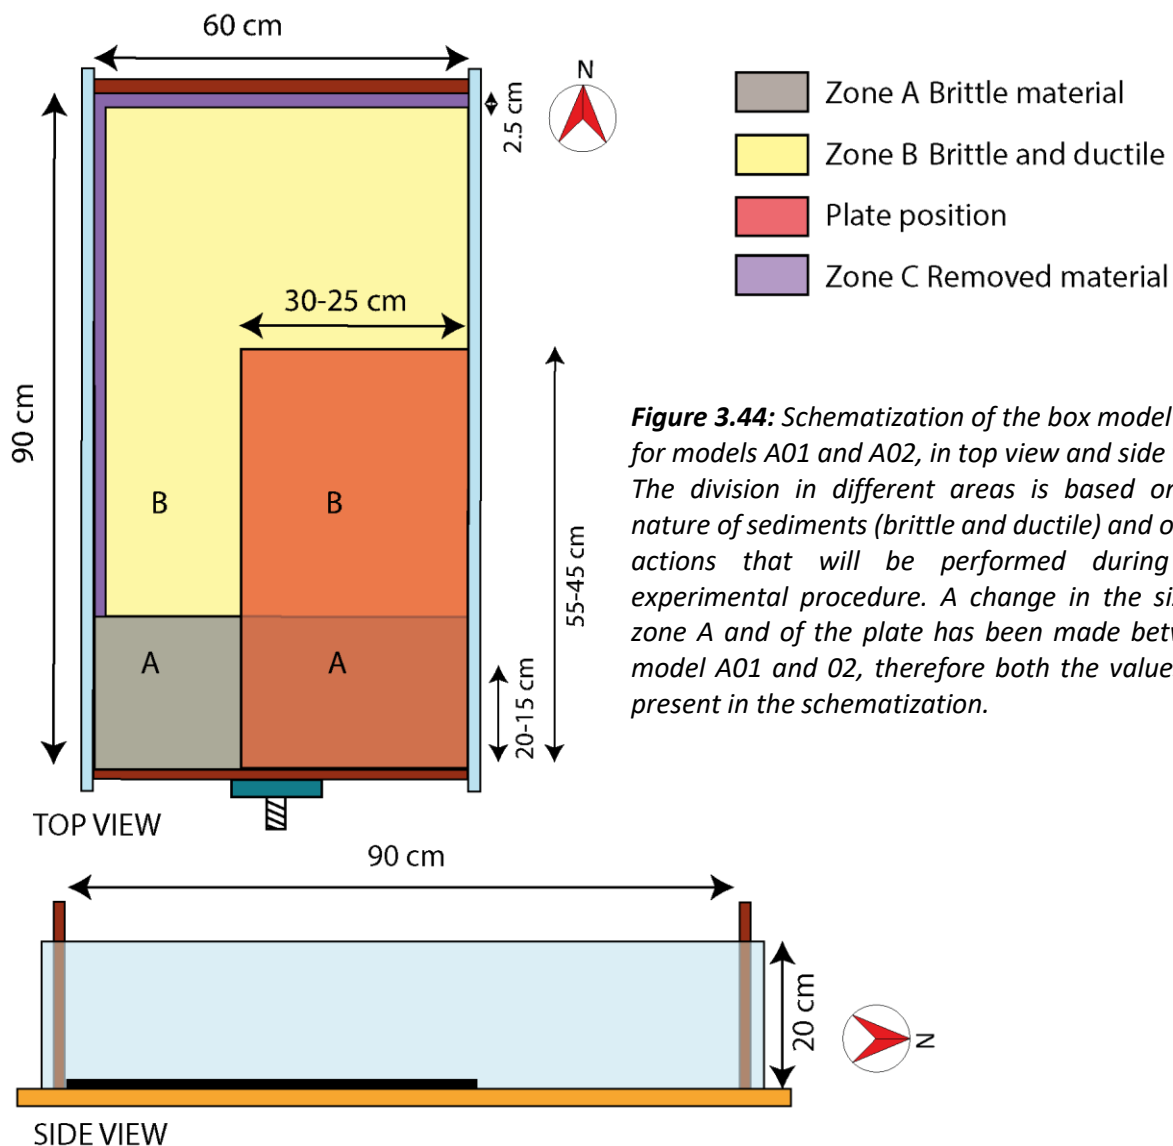 60 cm
N
2.5 cm
Zone A Brittle material
Zone B Brittle and ductile
Plate position
Zone C Removed material
30-25 cm
90 cm
B
B
A
A
55-45 cm
20-15 cm
Figure 3.44: Schematization of the box model
for models A01 and A02, in top view and side
The division in different areas is based or
nature of sediments (brittle and ductile) and o
actions that will be performed during
experimental procedure. A change in the si
zone A and of the plate has been made betw
model A01 and 02, therefore both the value
present in the schematization.
TOP VIEW
90 cm
20 cm
N
SIDE VIEW